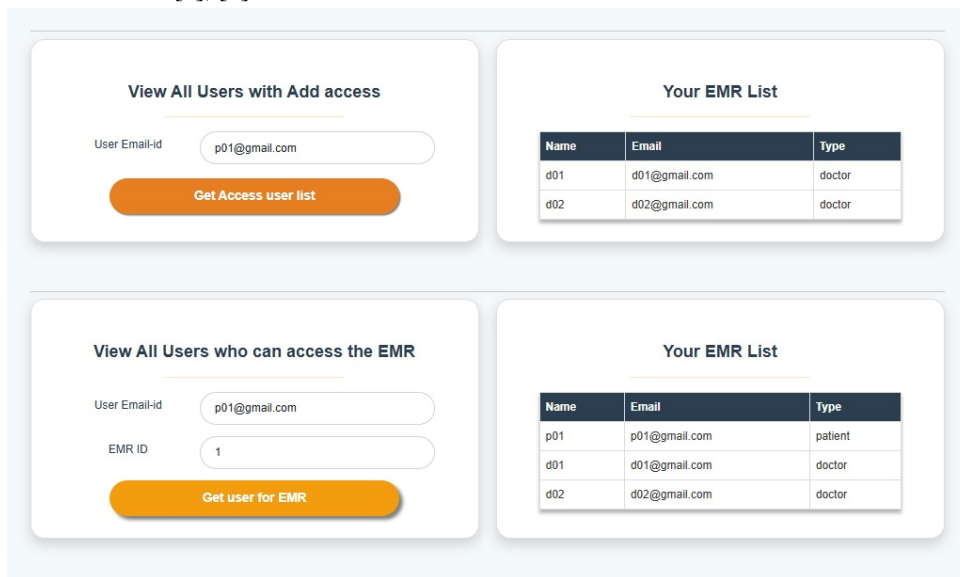 View All Users with Add access
User Email-id p01@gmail.com
Get Access user list
Your EMR List
Name Email Type
d01 d01@gmail.com doctor
d02 d02@gmail.com doctor
View All Users who can access the EMR
User Email-id p01@gmail.com
EMR ID 1
Get user for EMR
Your EMR List
Name Email Type
p01 p01@gmail.com patient
d01 d01@gmail.com doctor
d02 d02@gmail.com doctor